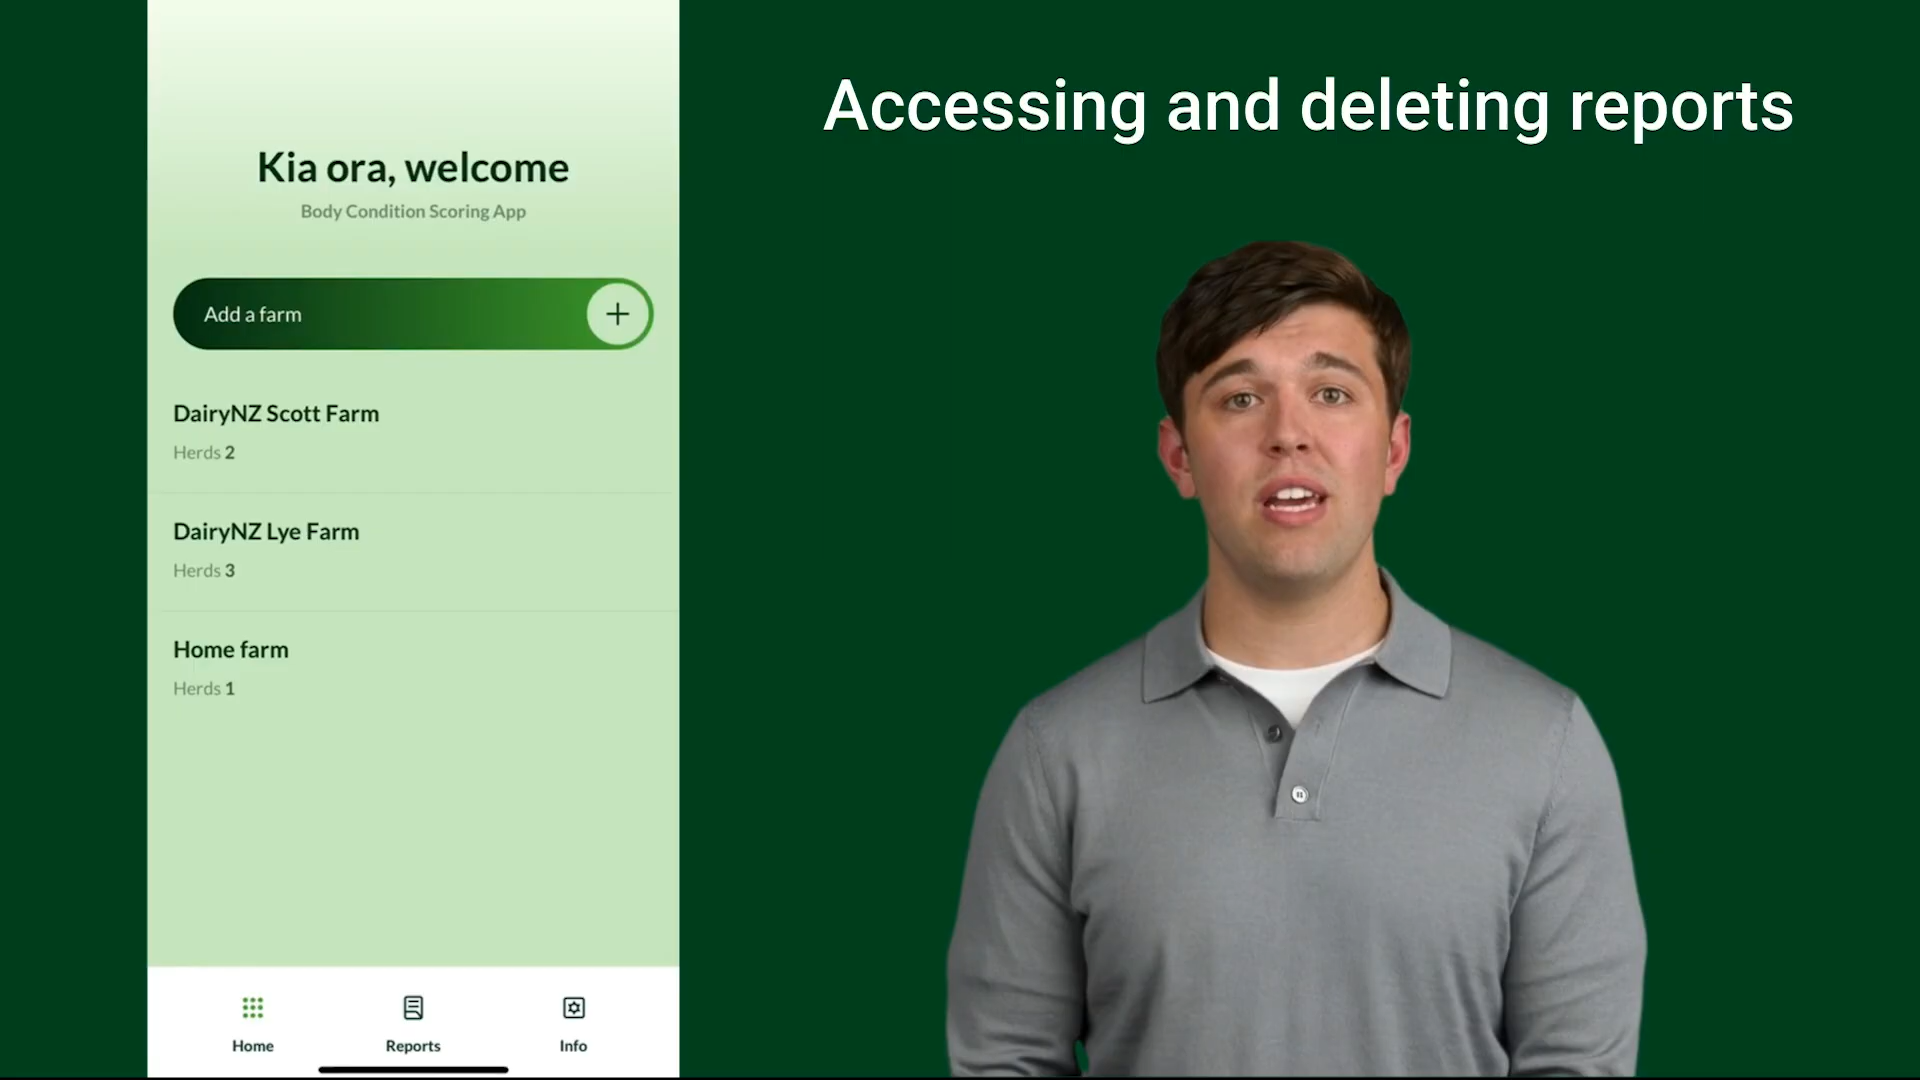 Accessing and deleting reports
Kia ora, welcome
Body Condition Scoring App
Add a farm
DairyNZ Scott Farm
Herds 2
DairyNZ Lye Farm
Herds 3
Home farm
Herds 1
Home
Reports
Info